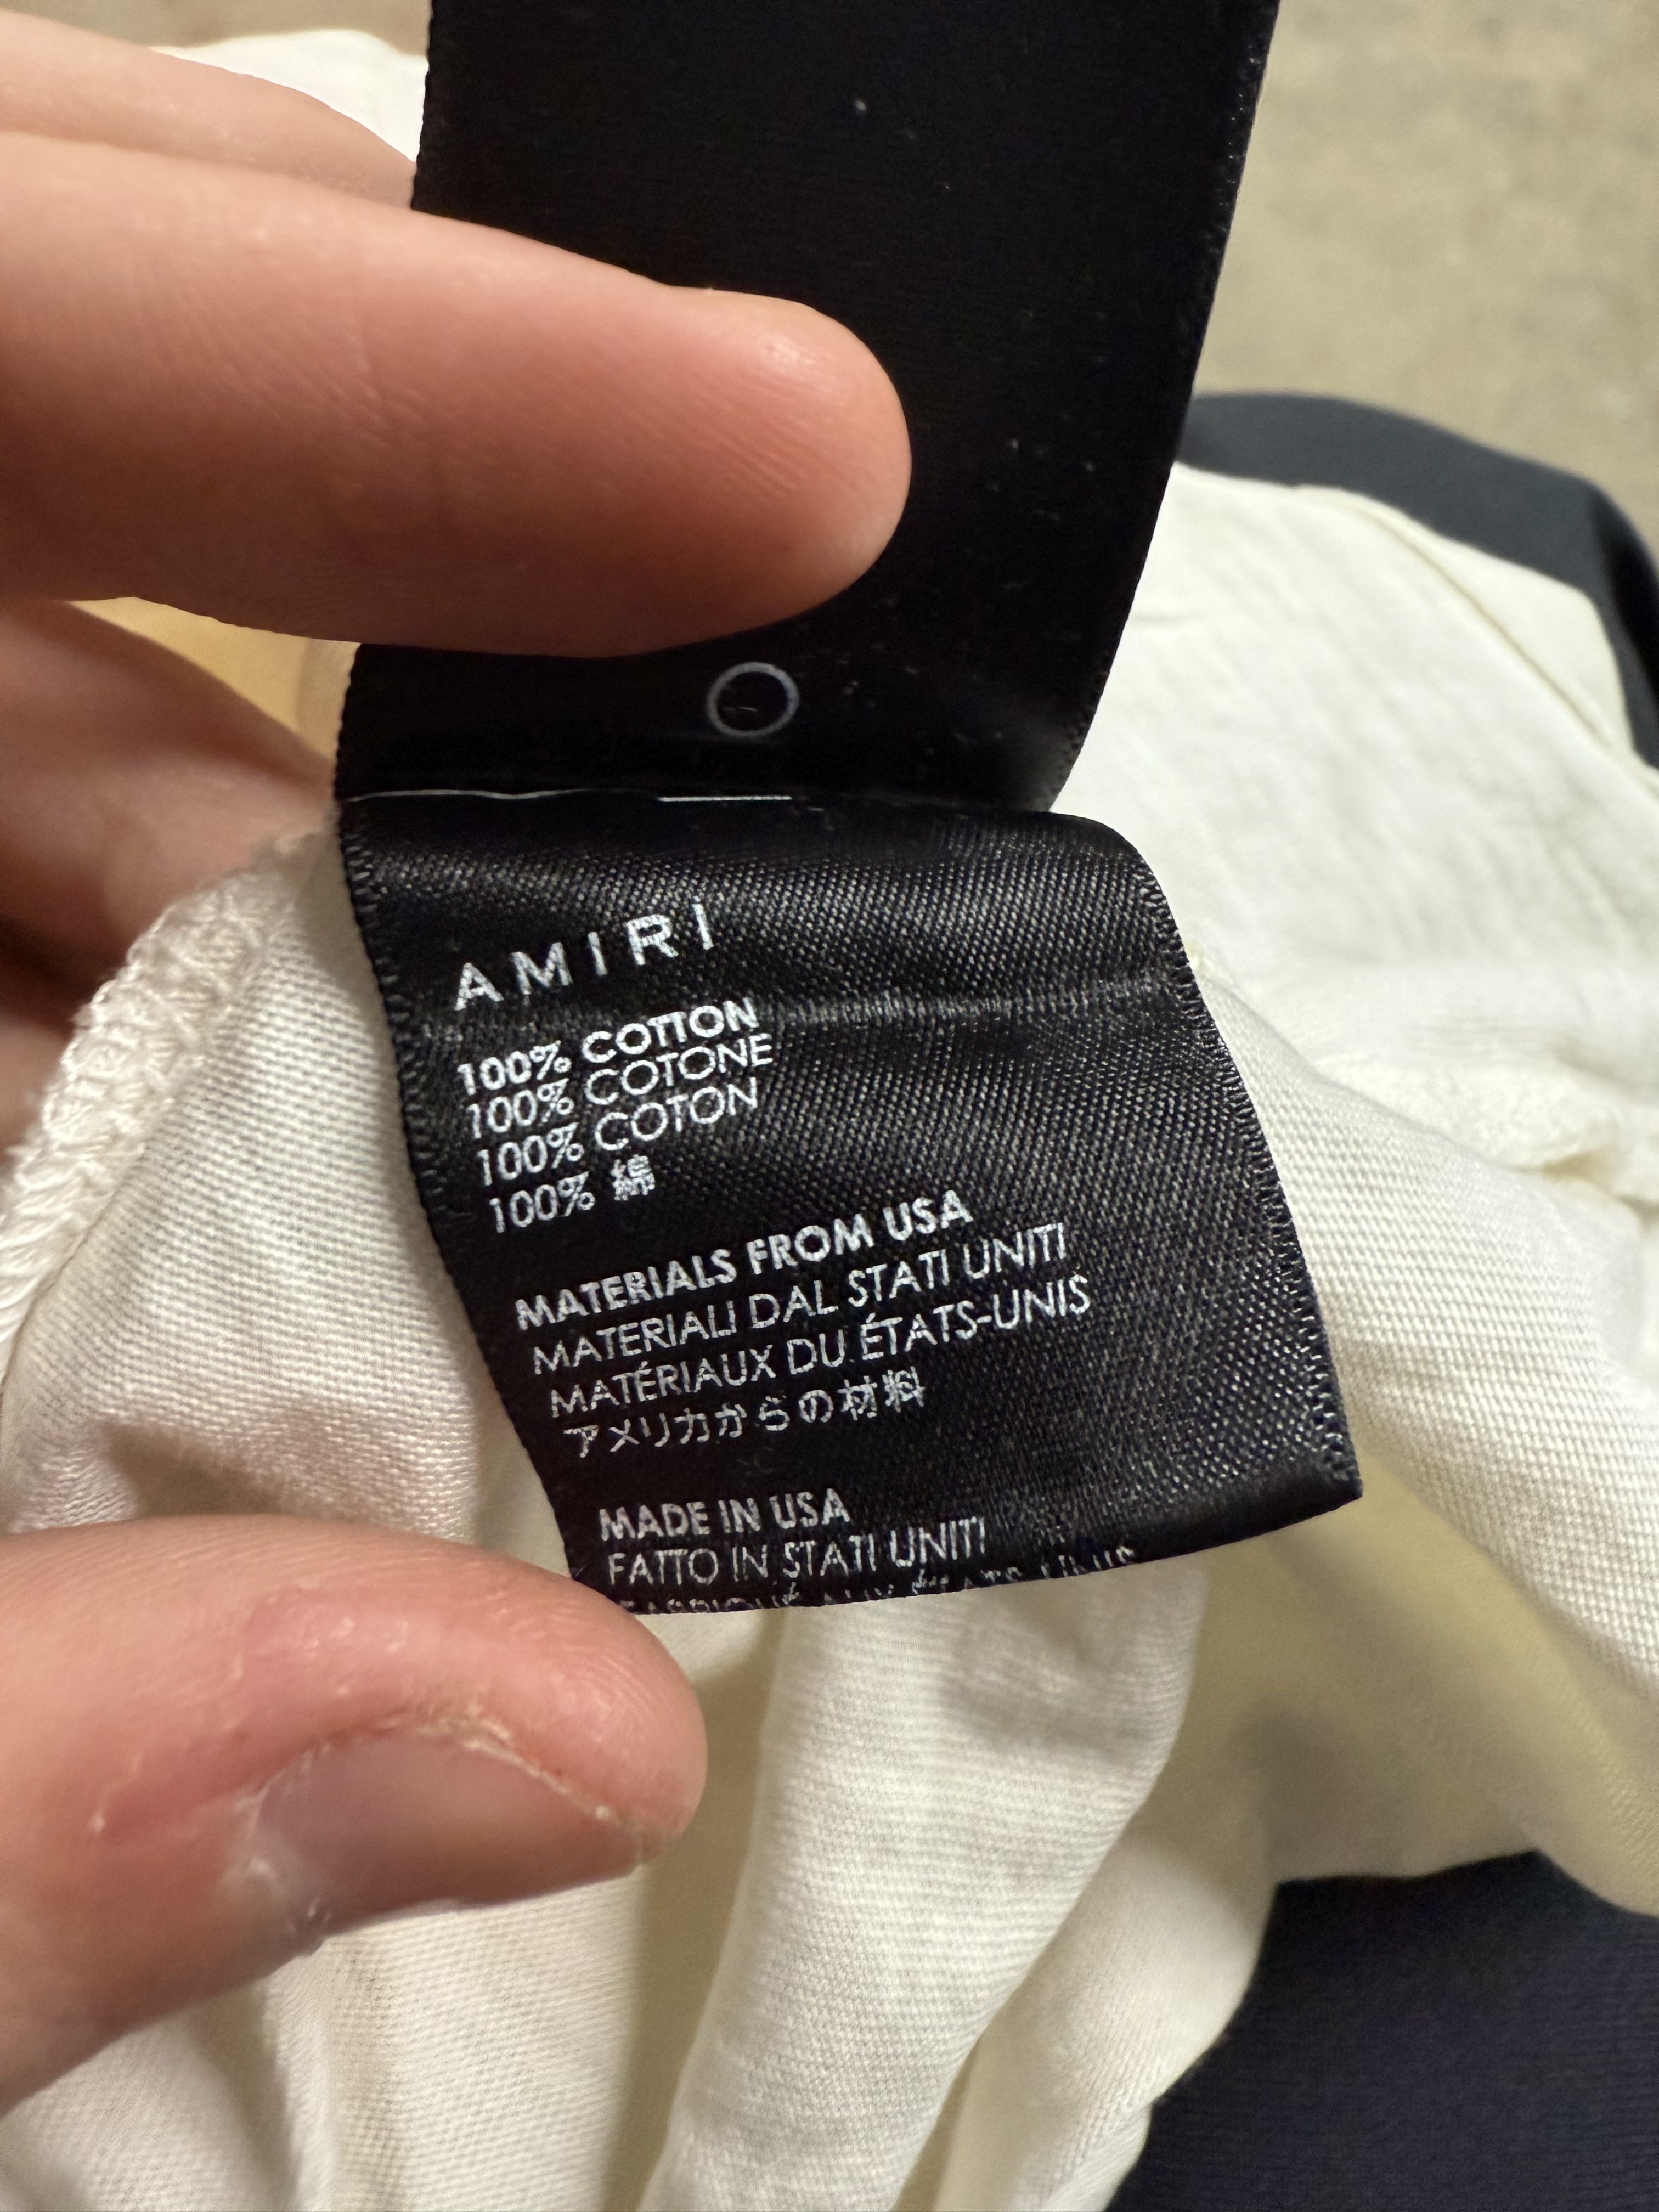 AMIRI
100% COTTON
100% COTONE
100% COTON
100% 綿
MATERIALS FROM USA
MATERIALI DAL STATI UNITI
MATÉRIAUX DU ÉTATS-UNIS
アメリカからの材料
MADE IN USA
FATTO IN STATI UNITI